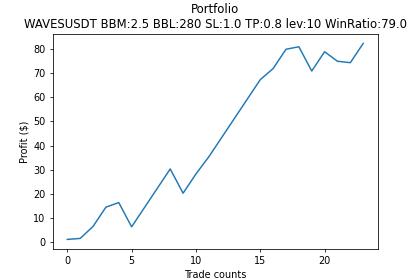 Portfolio
WAVESUSDT BBM:2.5 BBL:280 SL:1.0 TP:0.8 lev:10 WinRatio:79.0
80
70
60
50
40
30
20
10
0
Profit ($)
0 5 10 15 20
Trade counts